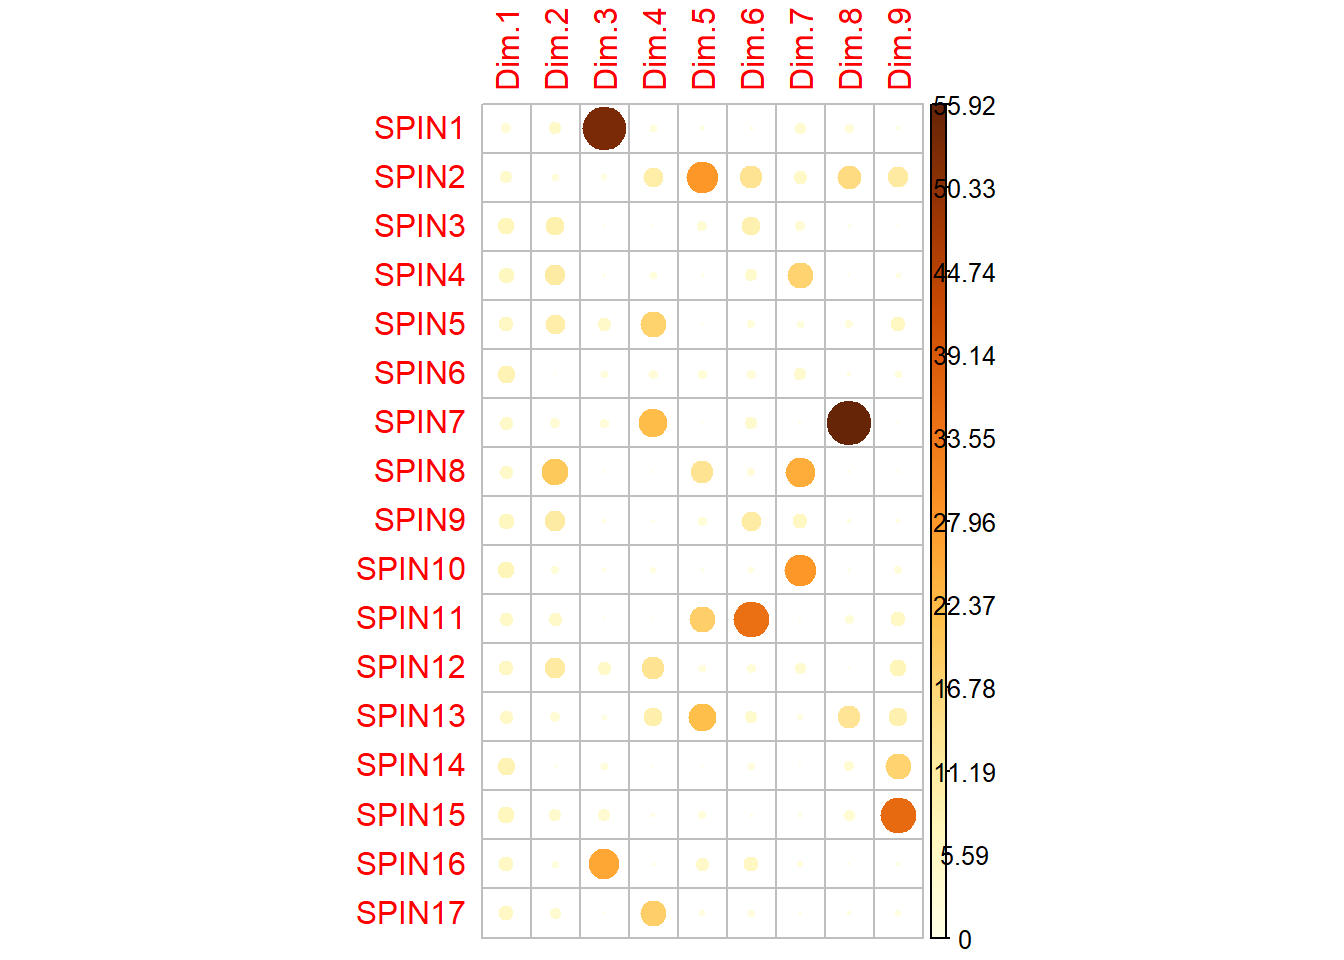 Dim.1 Dim.2 Dim.3 Dim.4 Dim.5 Dim.6 Dim.7 Dim.8 Dim.9
SPIN1
SPIN2
SPIN3
SPIN4
SPIN5
SPIN6
SPIN7
SPIN8
SPIN9
SPIN10
SPIN11
SPIN12
SPIN13
SPIN14
SPIN15
SPIN16
SPIN17
55.92
50.33
44.74
39.14
33.55
27.96
22.37
16.78
11.19
5.59
0